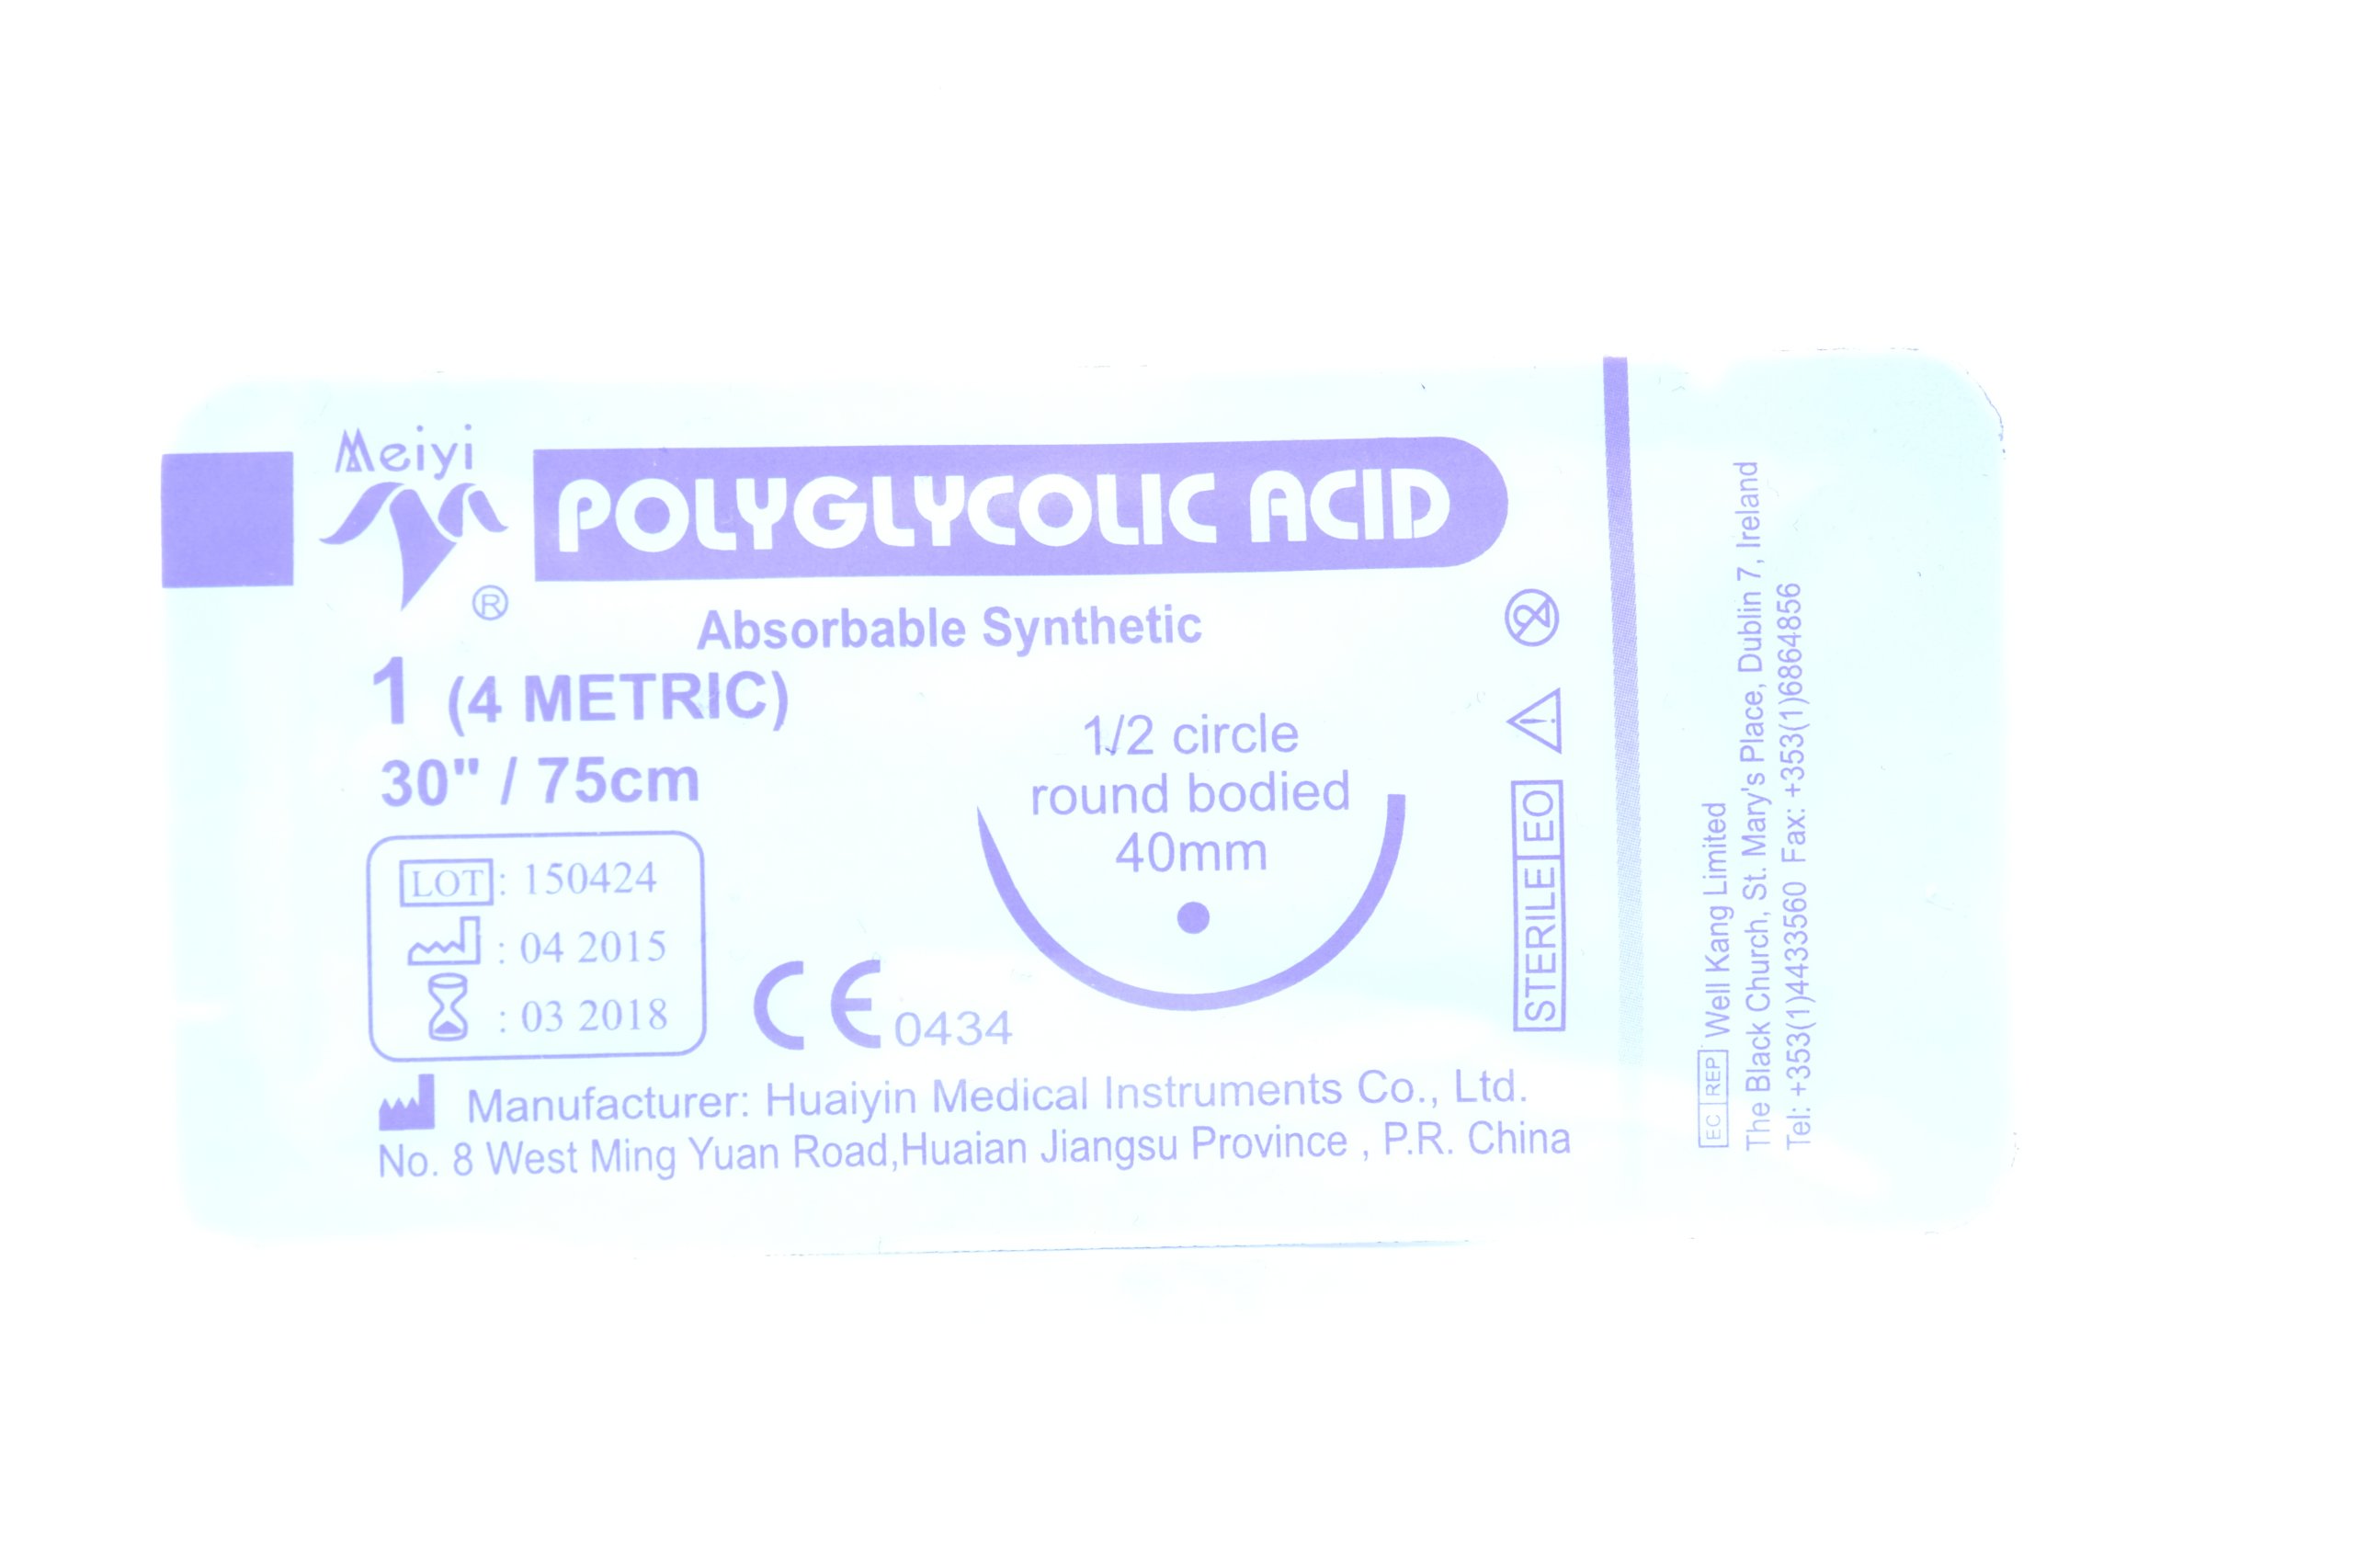 Meiyi
®
POLYGLYCOLIC ACID
Absorbable Synthetic
1 (4 METRIC)
30" / 75cm
LOT : 150424
: 04 2015
: 03 2018
1/2 circle
round bodied
40mm
CE 0434
2
STERILE EO
Manufacturer: Huaiyin Medical Instruments Co., Ltd.
No. 8 West Ming Yuan Road,Huaian Jiangsu Province , P.R. China
EC REP Well Kang Limited
The Black Church, St. Mary's Place, Dublin 7, Ireland
Tel: +353(1)4433560 Fax: +353(1)6864856